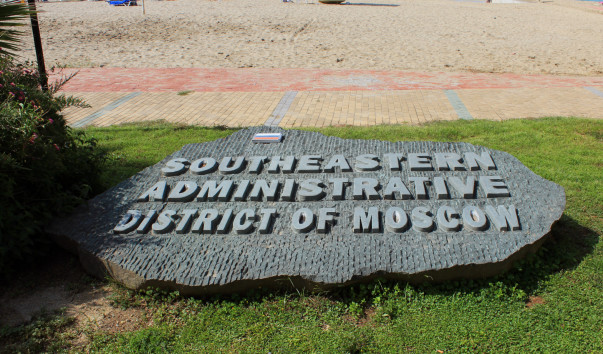 SOUTHEASTERN
ADMINISTRATIVE
DISTRICT OF MOSCOW